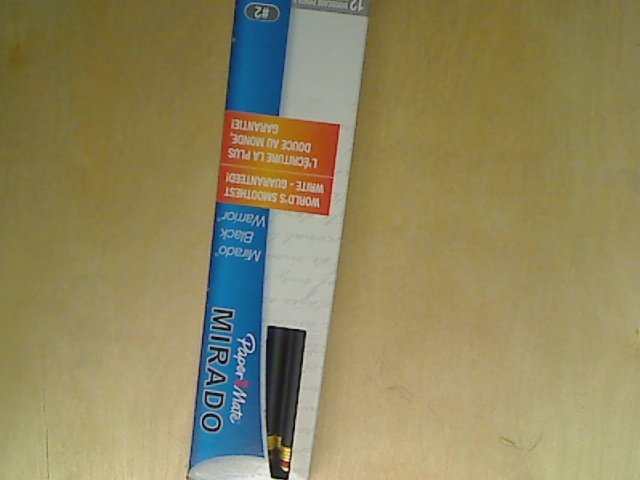 Paper Mate
MIRADO
Mirado®
Black
Warrior®
WORLD'S SMOOTHEST
WRITE - GUARANTEED!
L'ÉCRITURE LA PLUS
DOUCE AU MONDE,
GARANTIE!
#2
12